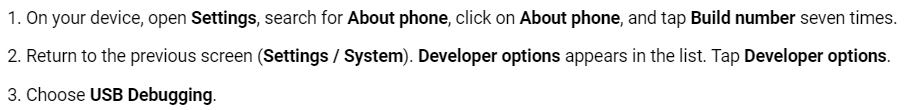 1. On your device, open Settings, search for About phone, click on About phone, and tap Build number seven times.
2. Return to the previous screen (Settings / System). Developer options appears in the list. Tap Developer options.
3. Choose USB Debugging.